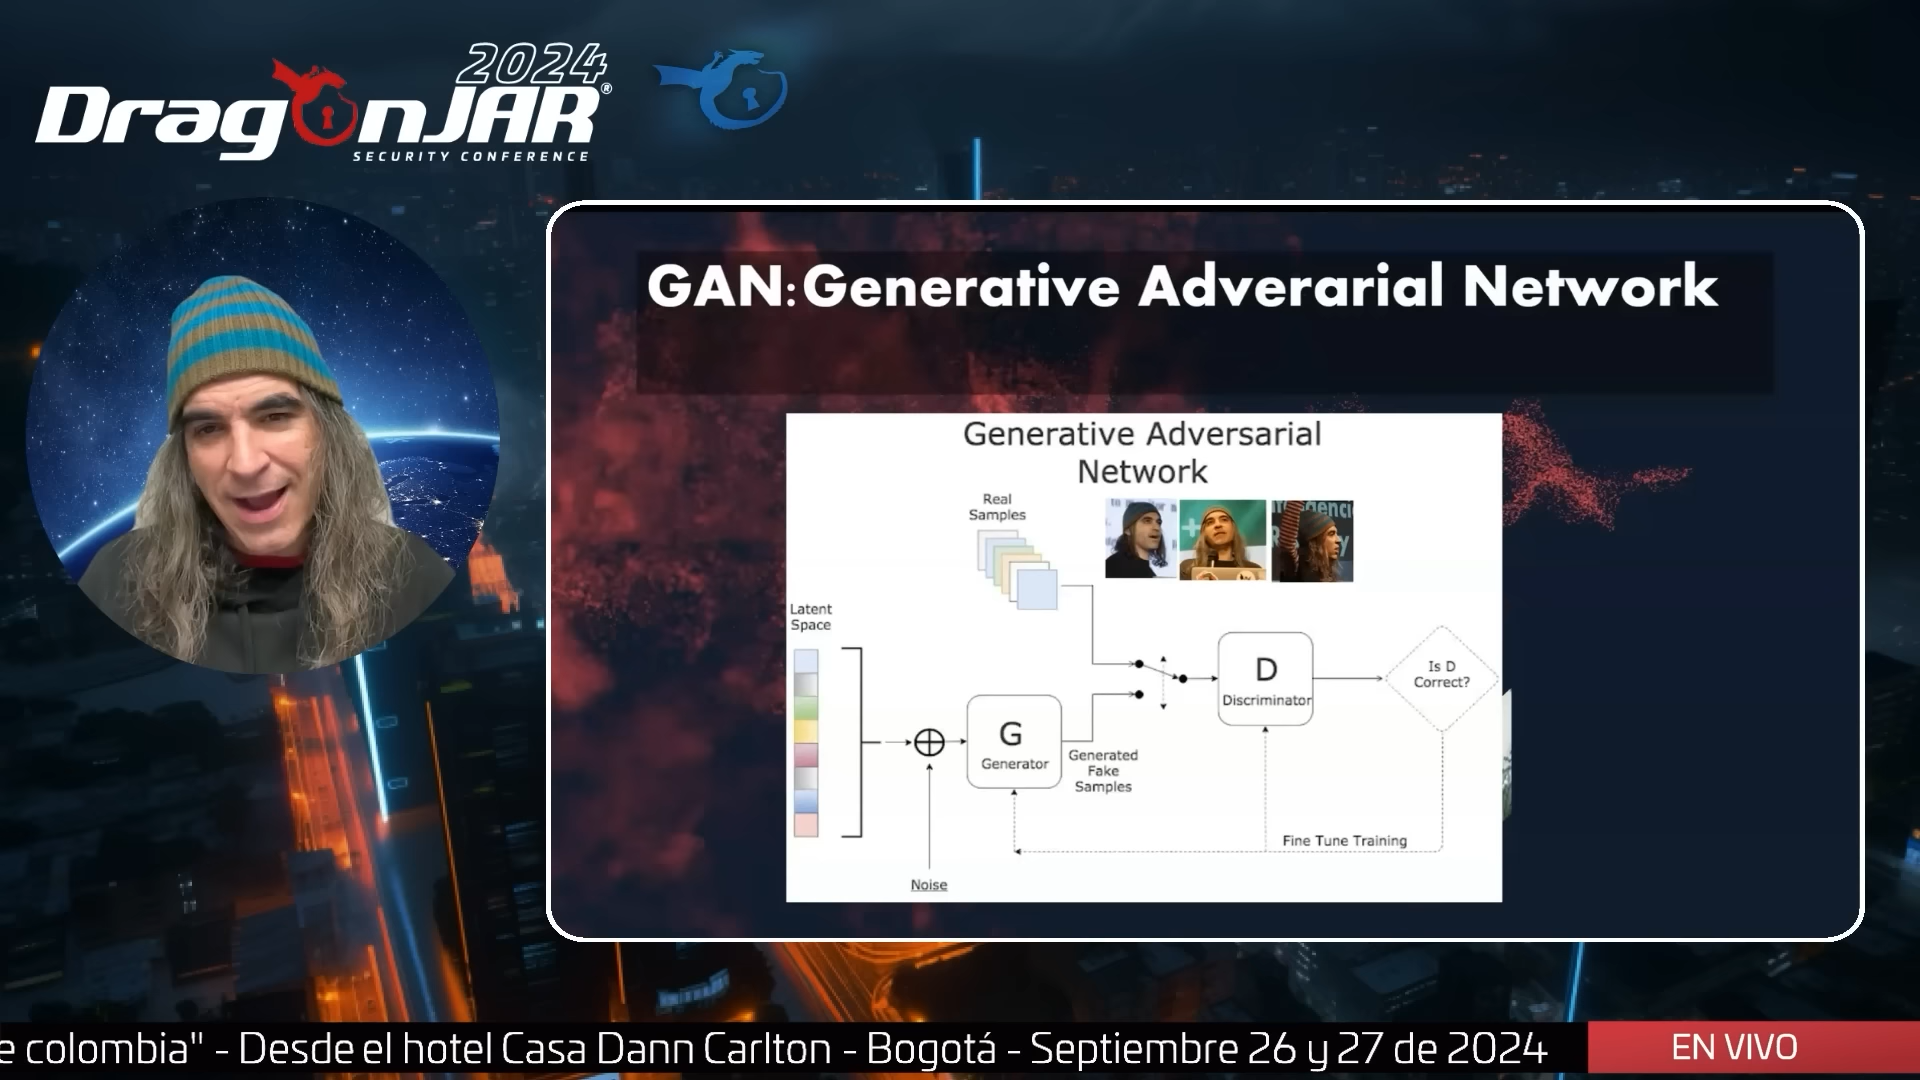 2024
DragonJAR®
SECURITY CONFERENCE
GAN:Generative Adverarial Network
Generative Adversarial
Network
Real
Samples
Latent
Space
G
Generator
Generated
Fake
Samples
D
Discriminator
Is D
Correct?
Fine Tune Training
Noise
e colombia" - Desde el hotel Casa Dann Carlton - Bogotá - Septiembre 26 y 27 de 2024
EN VIVO